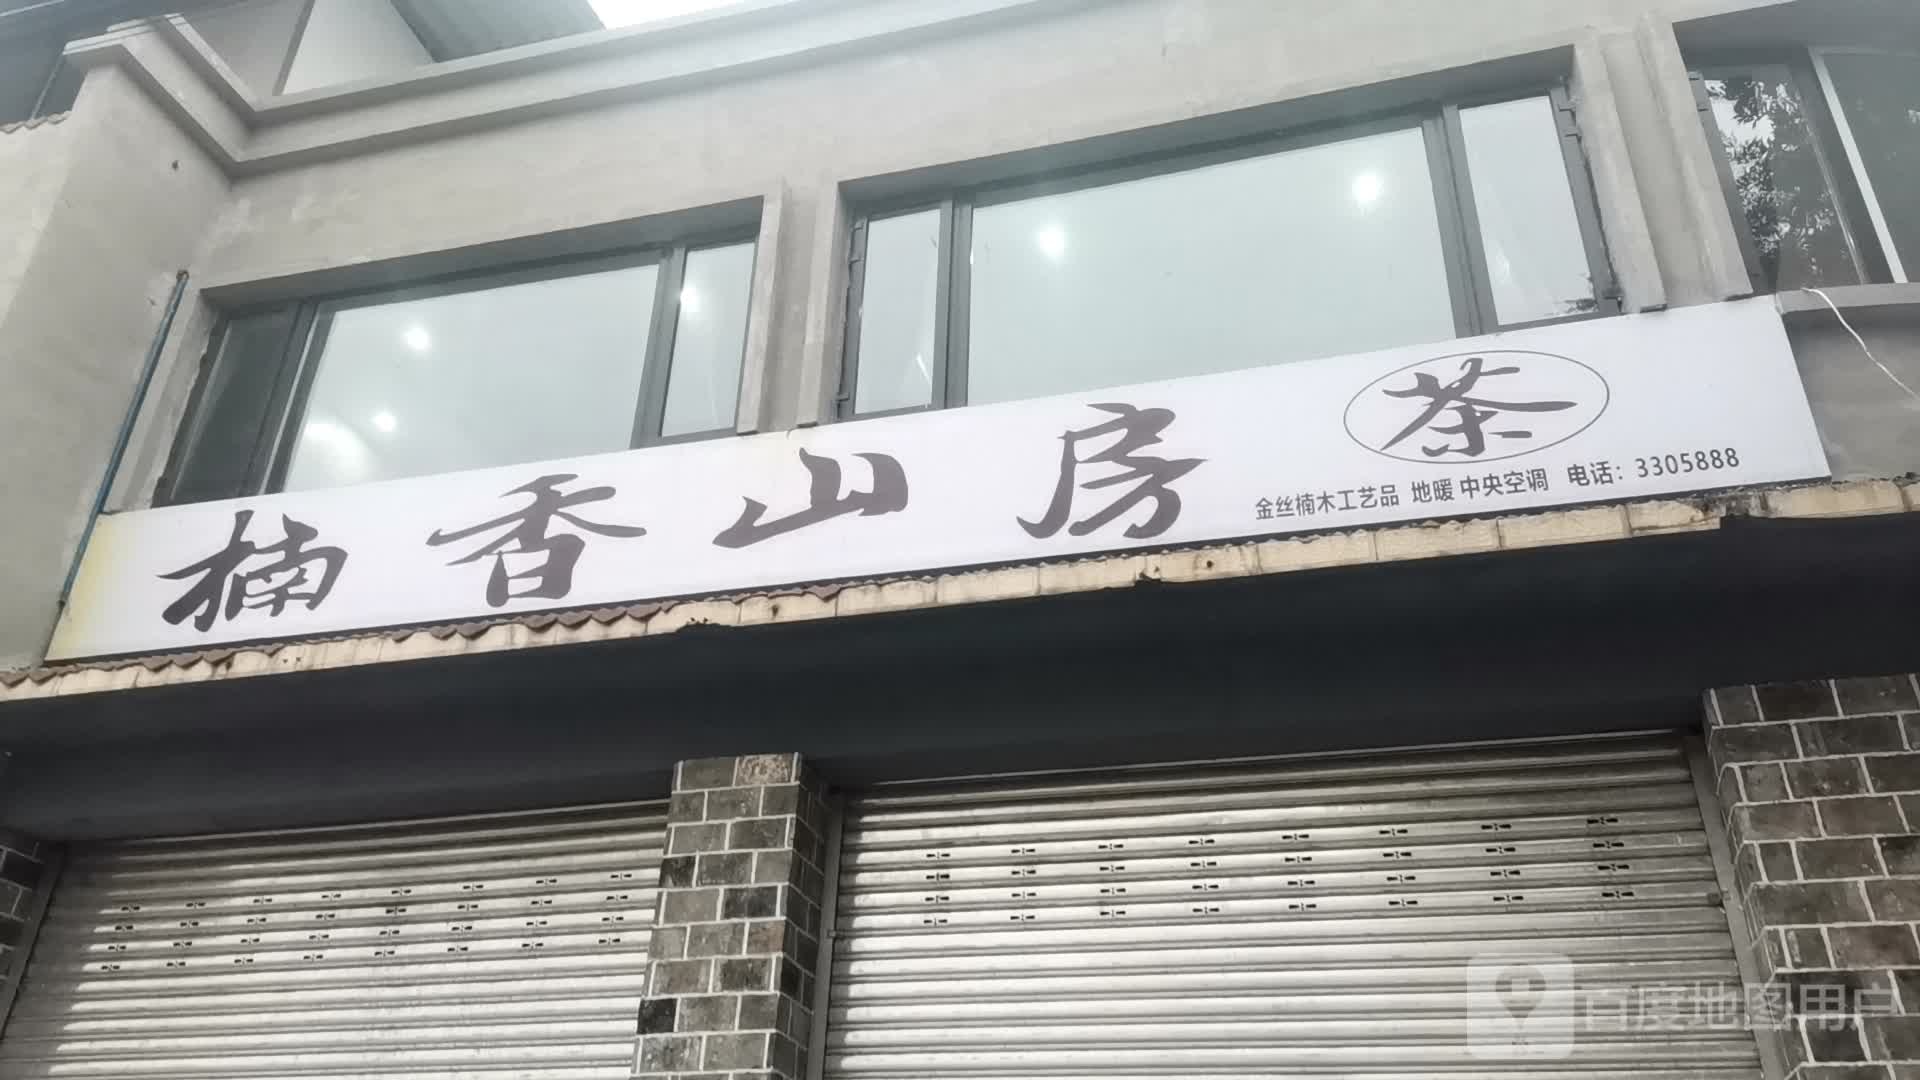 楠香山房 茶
金丝楠木工艺品 地暖 中央空调 电话：3305888
百度地图用户